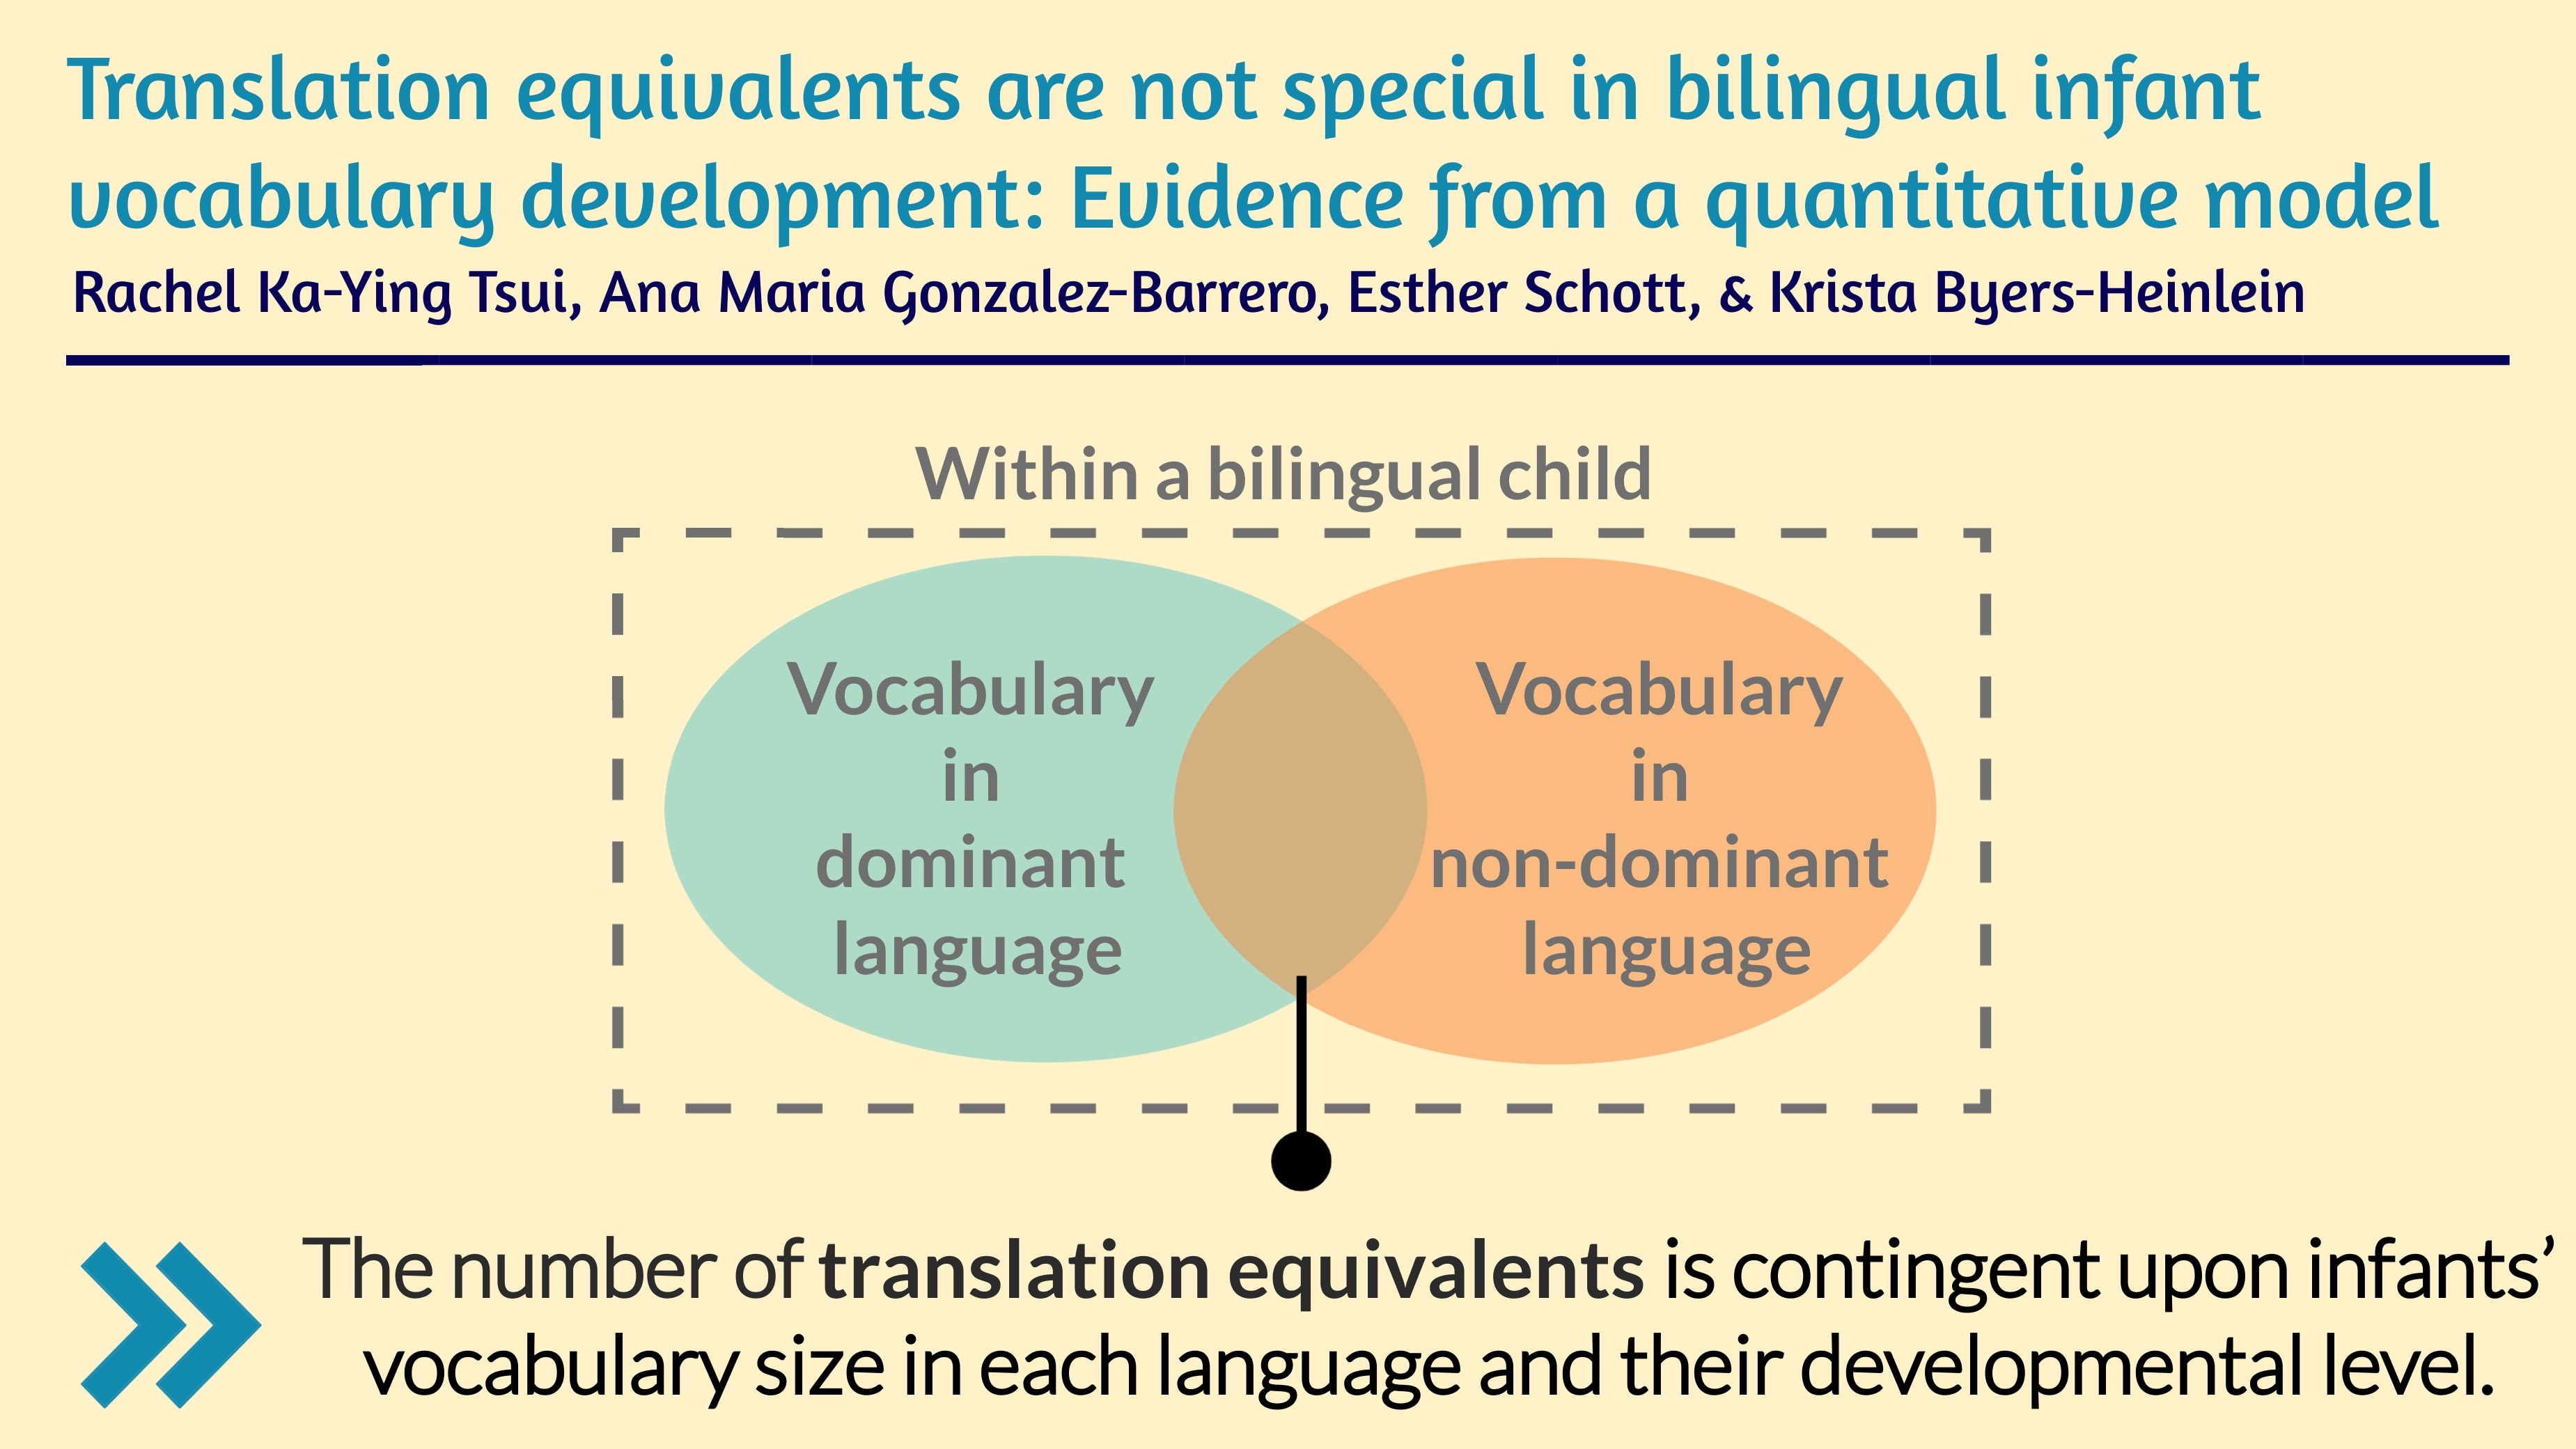 Translation equivalents are not special in bilingual infant
vocabulary development: Evidence from a quantitative model
Rachel Ka-Ying Tsui, Ana Maria Gonzalez-Barrero, Esther Schott, & Krista Byers-Heinlein
Within a bilingual child
Vocabulary
in
dominant
language
Vocabulary
in
non-dominant
language
The number of translation equivalents is contingent upon infants’
vocabulary size in each language and their developmental level.